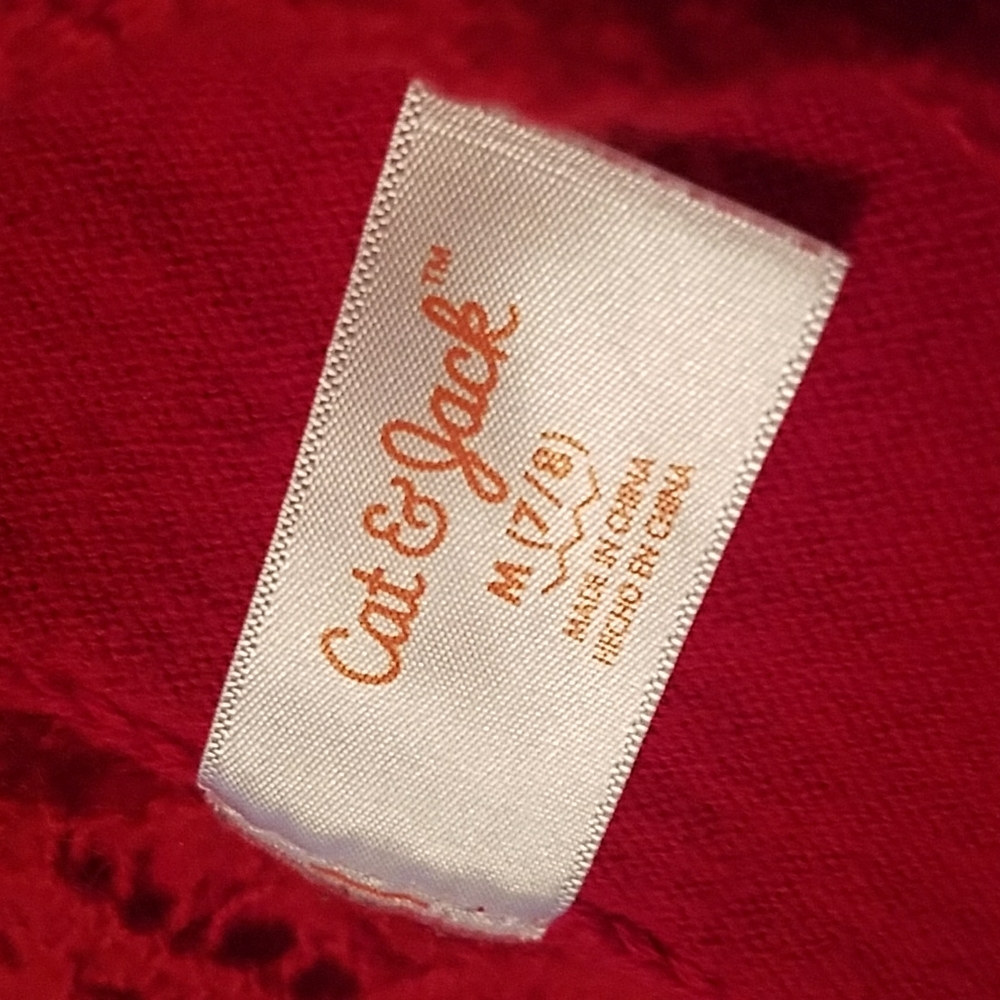 Cat & Jack™
M (7/8)
MADE IN CHINA
HECHO EN CHINA